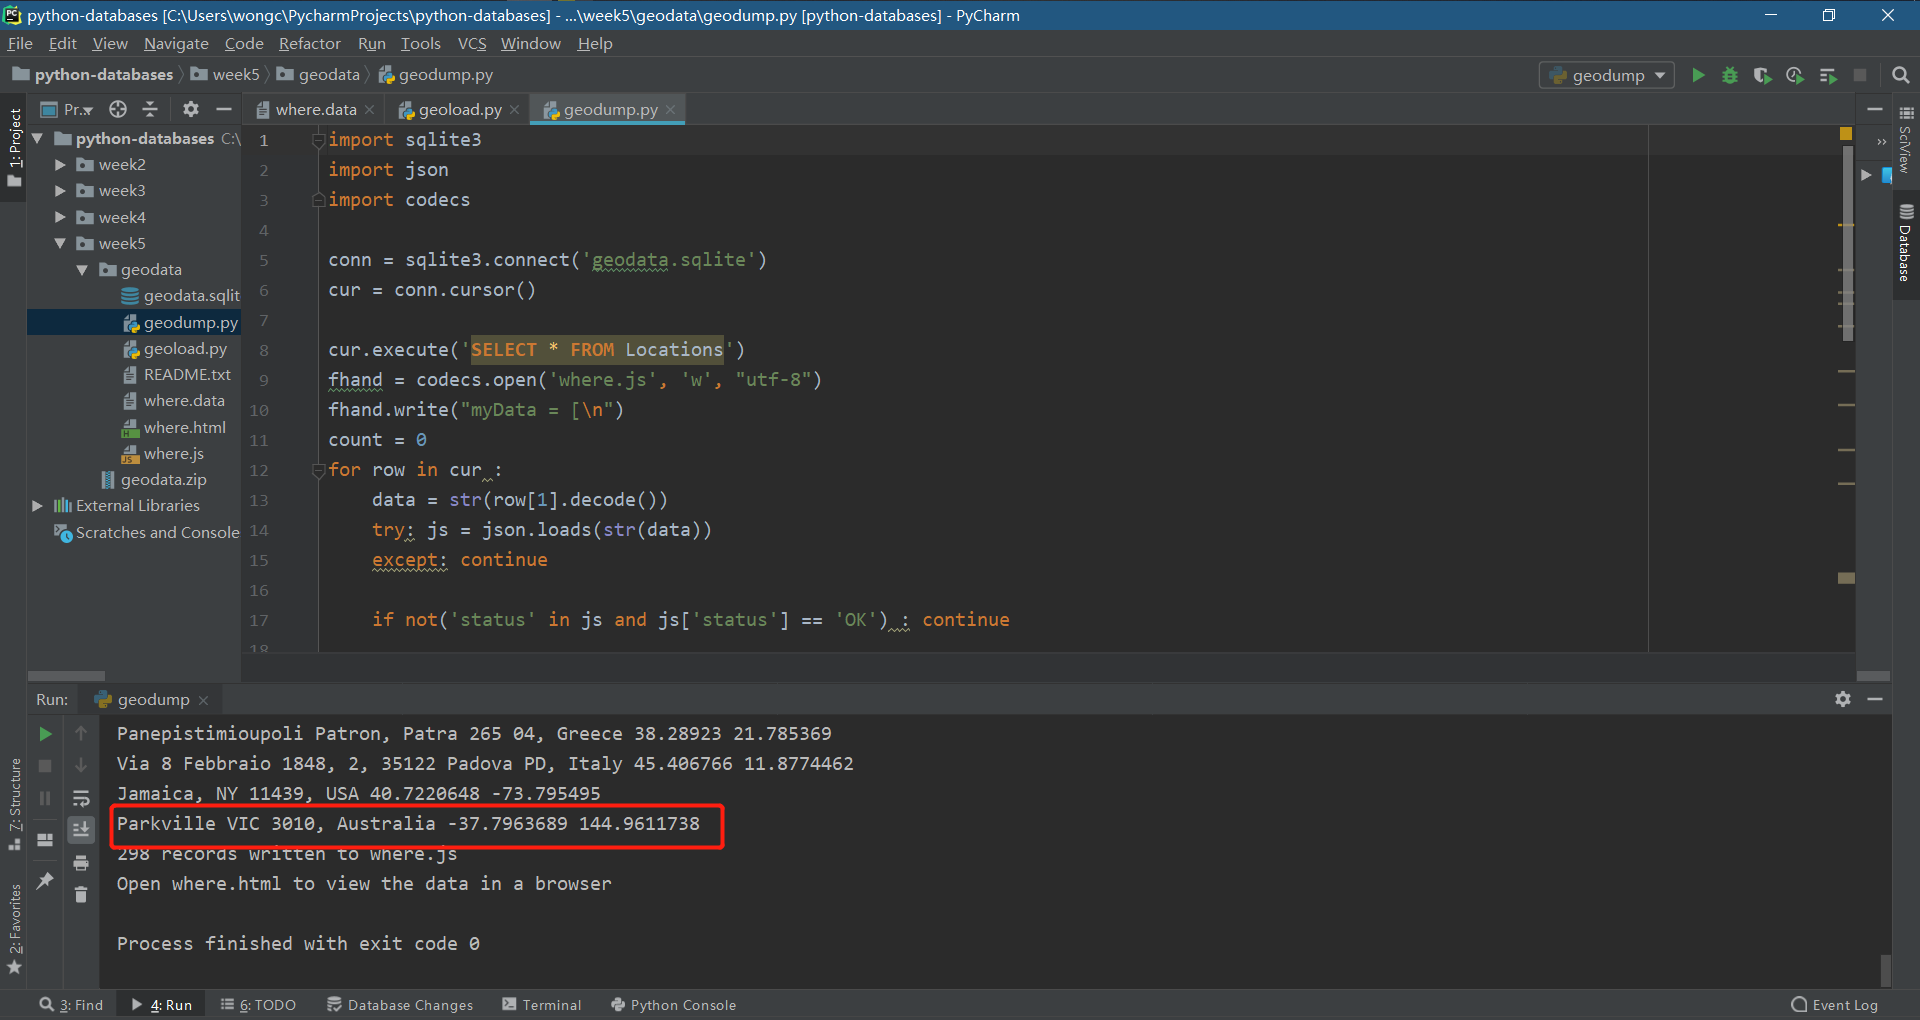 python-databases [C:\Users\wongc\PycharmProjects\python-databases] - ...\week5\geodata\geodump.py [python-databases] - PyCharm
File Edit View Navigate Code Refactor Run Tools VCS Window Help
python-databases week5 geodata geodump.py geodump
Pr... where.data geoload.py geodump.py
1: Project
python-databases C:\
week2
week3
week4
week5
geodata
geodata.sqlit
geodump.py
geoload.py
README.txt
where.data
where.html
where.js
geodata.zip
External Libraries
Scratches and Console
1 import sqlite3
2 import json
3 import codecs
4
5 conn = sqlite3.connect('geodata.sqlite')
6 cur = conn.cursor()
7
8 cur.execute('SELECT * FROM Locations')
9 fhand = codecs.open('where.js', 'w', "utf-8")
10 fhand.write("myData = [\n")
11 count = 0
12 for row in cur :
13 data = str(row[1].decode())
14 try: js = json.loads(str(data))
15 except: continue
16
17 if not('status' in js and js['status'] == 'OK') : continue
18
SciView
Database
Run: geodump
Panepistimioupoli Patron, Patra 265 04, Greece 38.28923 21.785369
Via 8 Febbraio 1848, 2, 35122 Padova PD, Italy 45.406766 11.8774462
Jamaica, NY 11439, USA 40.7220648 -73.795495
Parkville VIC 3010, Australia -37.7963689 144.9611738
298 records written to where.js
Open where.html to view the data in a browser
Process finished with exit code 0
7: Structure
2: Favorites
3: Find 4: Run 6: TODO Database Changes Terminal Python Console Event Log